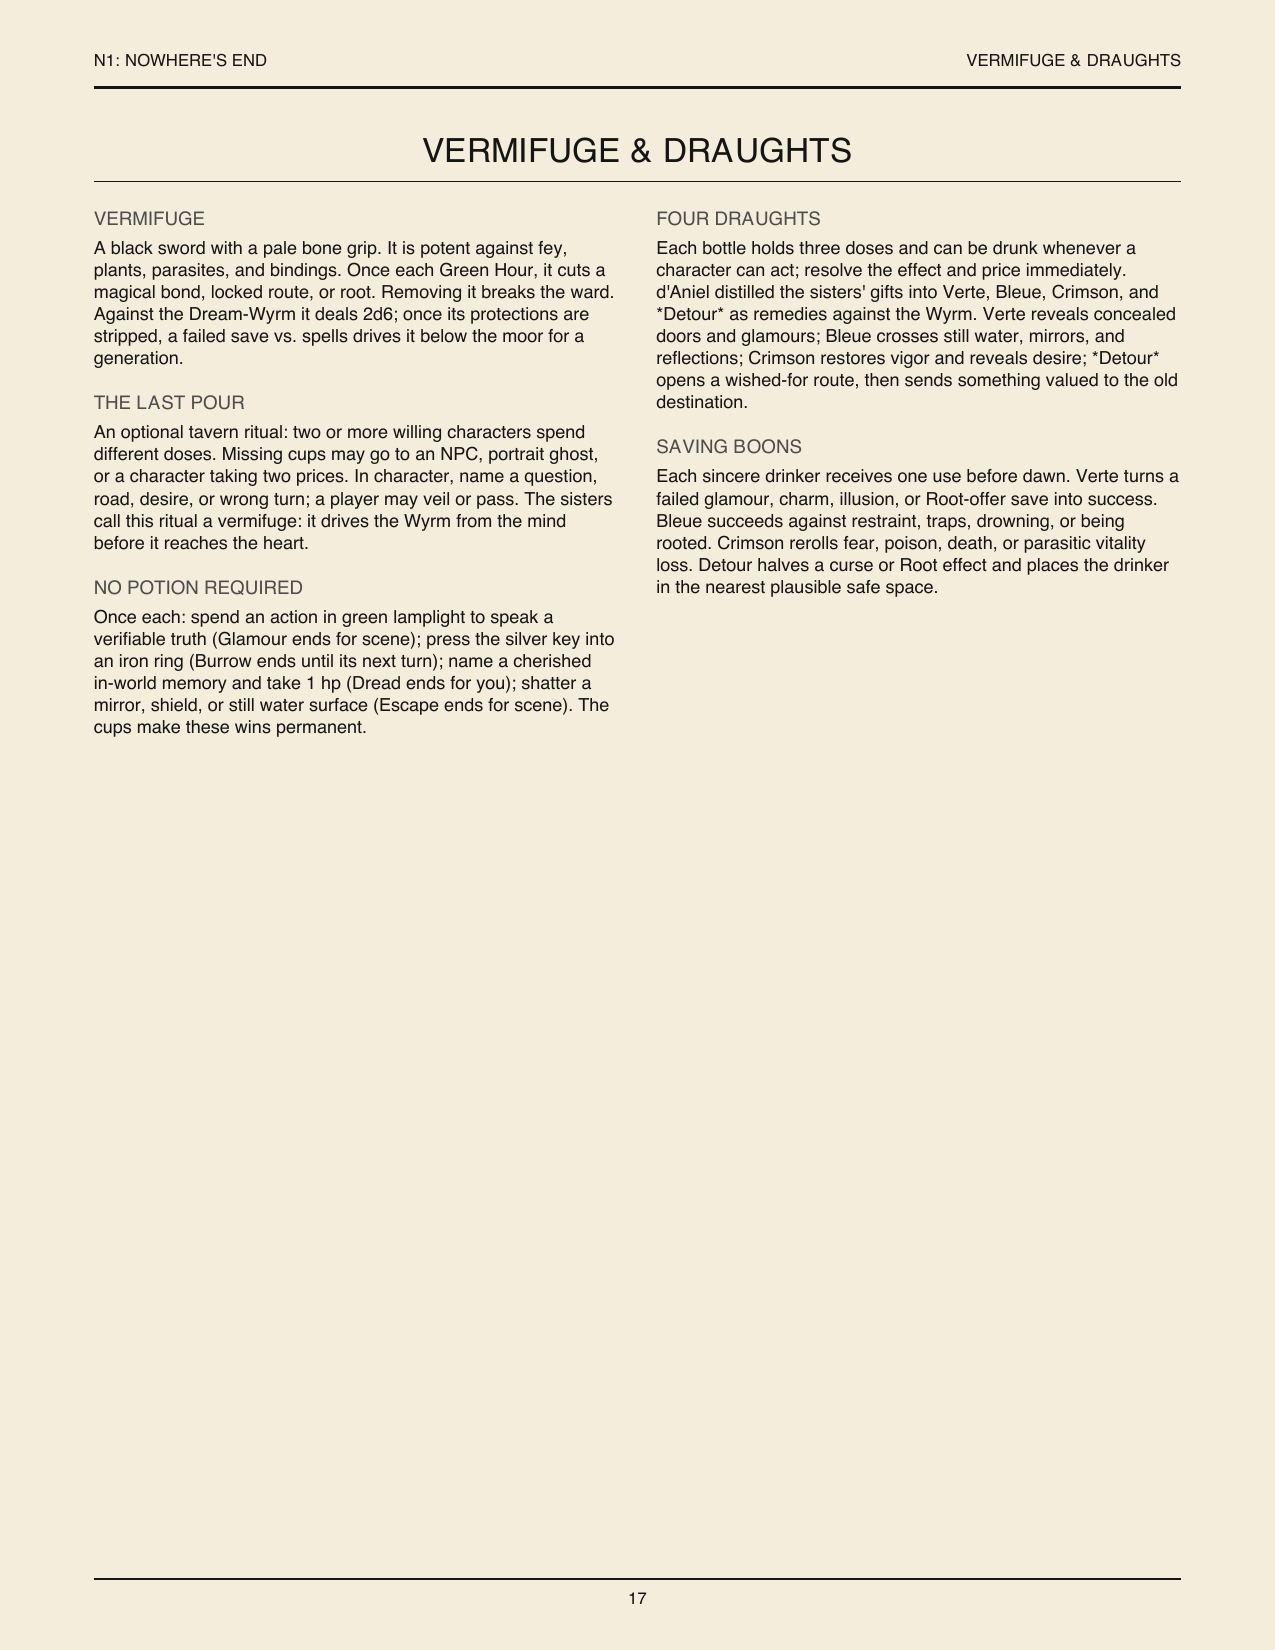 N1: NOWHERE'S END
VERMIFUGE & DRAUGHTS
VERMIFUGE & DRAUGHTS
VERMIFUGE
A black sword with a pale bone grip. It is potent against fey,
plants, parasites, and bindings. Once each Green Hour, it cuts a
magical bond, locked route, or root. Removing it breaks the ward.
Against the Dream-Wyrm it deals 2d6; once its protections are
stripped, a failed save vs. spells drives it below the moor for a
generation.
THE LAST POUR
An optional tavern ritual: two or more willing characters spend
different doses. Missing cups may go to an NPC, portrait ghost,
or a character taking two prices. In character, name a question,
road, desire, or wrong turn; a player may veil or pass. The sisters
call this ritual a vermifuge: it drives the Wyrm from the mind
before it reaches the heart.
NO POTION REQUIRED
Once each: spend an action in green lamplight to speak a
verifiable truth (Glamour ends for scene); press the silver key into
an iron ring (Burrow ends until its next turn); name a cherished
in-world memory and take 1 hp (Dread ends for you); shatter a
mirror, shield, or still water surface (Escape ends for scene). The
cups make these wins permanent.
FOUR DRAUGHTS
Each bottle holds three doses and can be drunk whenever a
character can act; resolve the effect and price immediately.
d'Aniel distilled the sisters' gifts into Verte, Bleue, Crimson, and
*Detour* as remedies against the Wyrm. Verte reveals concealed
doors and glamours; Bleue crosses still water, mirrors, and
reflections; Crimson restores vigor and reveals desire; *Detour*
opens a wished-for route, then sends something valued to the old
destination.
SAVING BOONS
Each sincere drinker receives one use before dawn. Verte turns a
failed glamour, charm, illusion, or Root-offer save into success.
Bleue succeeds against restraint, traps, drowning, or being
rooted. Crimson rerolls fear, poison, death, or parasitic vitality
loss. Detour halves a curse or Root effect and places the drinker
in the nearest plausible safe space.
17